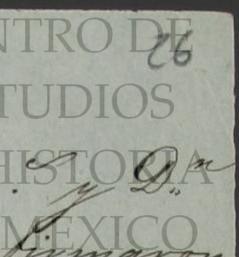 NTRO DE
26
TUDIOS
HISTORIA
y D.n
MEXICO